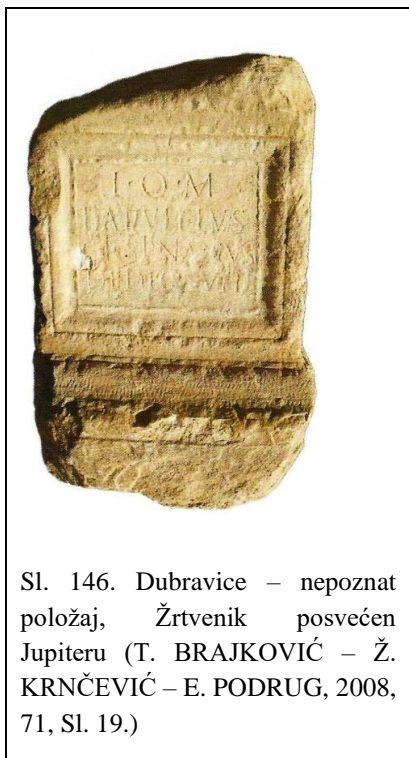 I · O · M
Sl. 146. Dubravice – nepoznat
položaj, Žrtvenik posvećen
Jupiteru (T. BRAJKOVIĆ – Ž.
KRNČEVIĆ – E. PODRUG, 2008,
71, Sl. 19.)